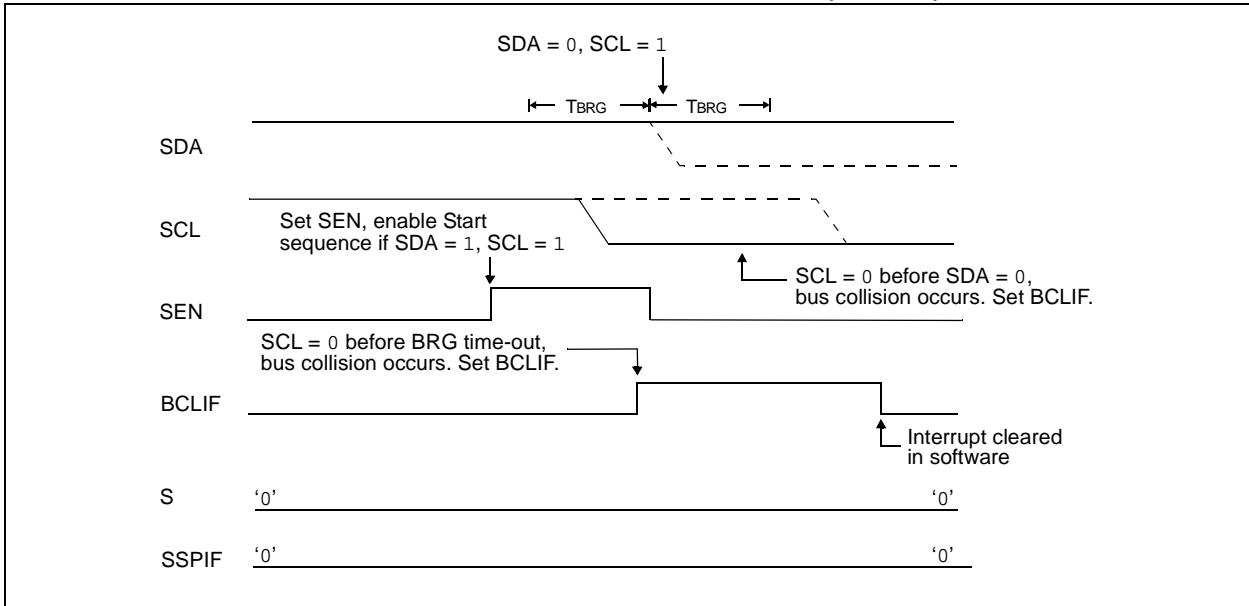 SDA = 0, SCL = 1
TBRG TBRG
SDA
SCL
Set SEN, enable Start
sequence if SDA = 1, SCL = 1
SCL = 0 before SDA = 0,
bus collision occurs. Set BCLIF.
SEN
SCL = 0 before BRG time-out,
bus collision occurs. Set BCLIF.
BCLIF
Interrupt cleared
in software
S ‘0’ ‘0’
SSPIF ‘0’ ‘0’